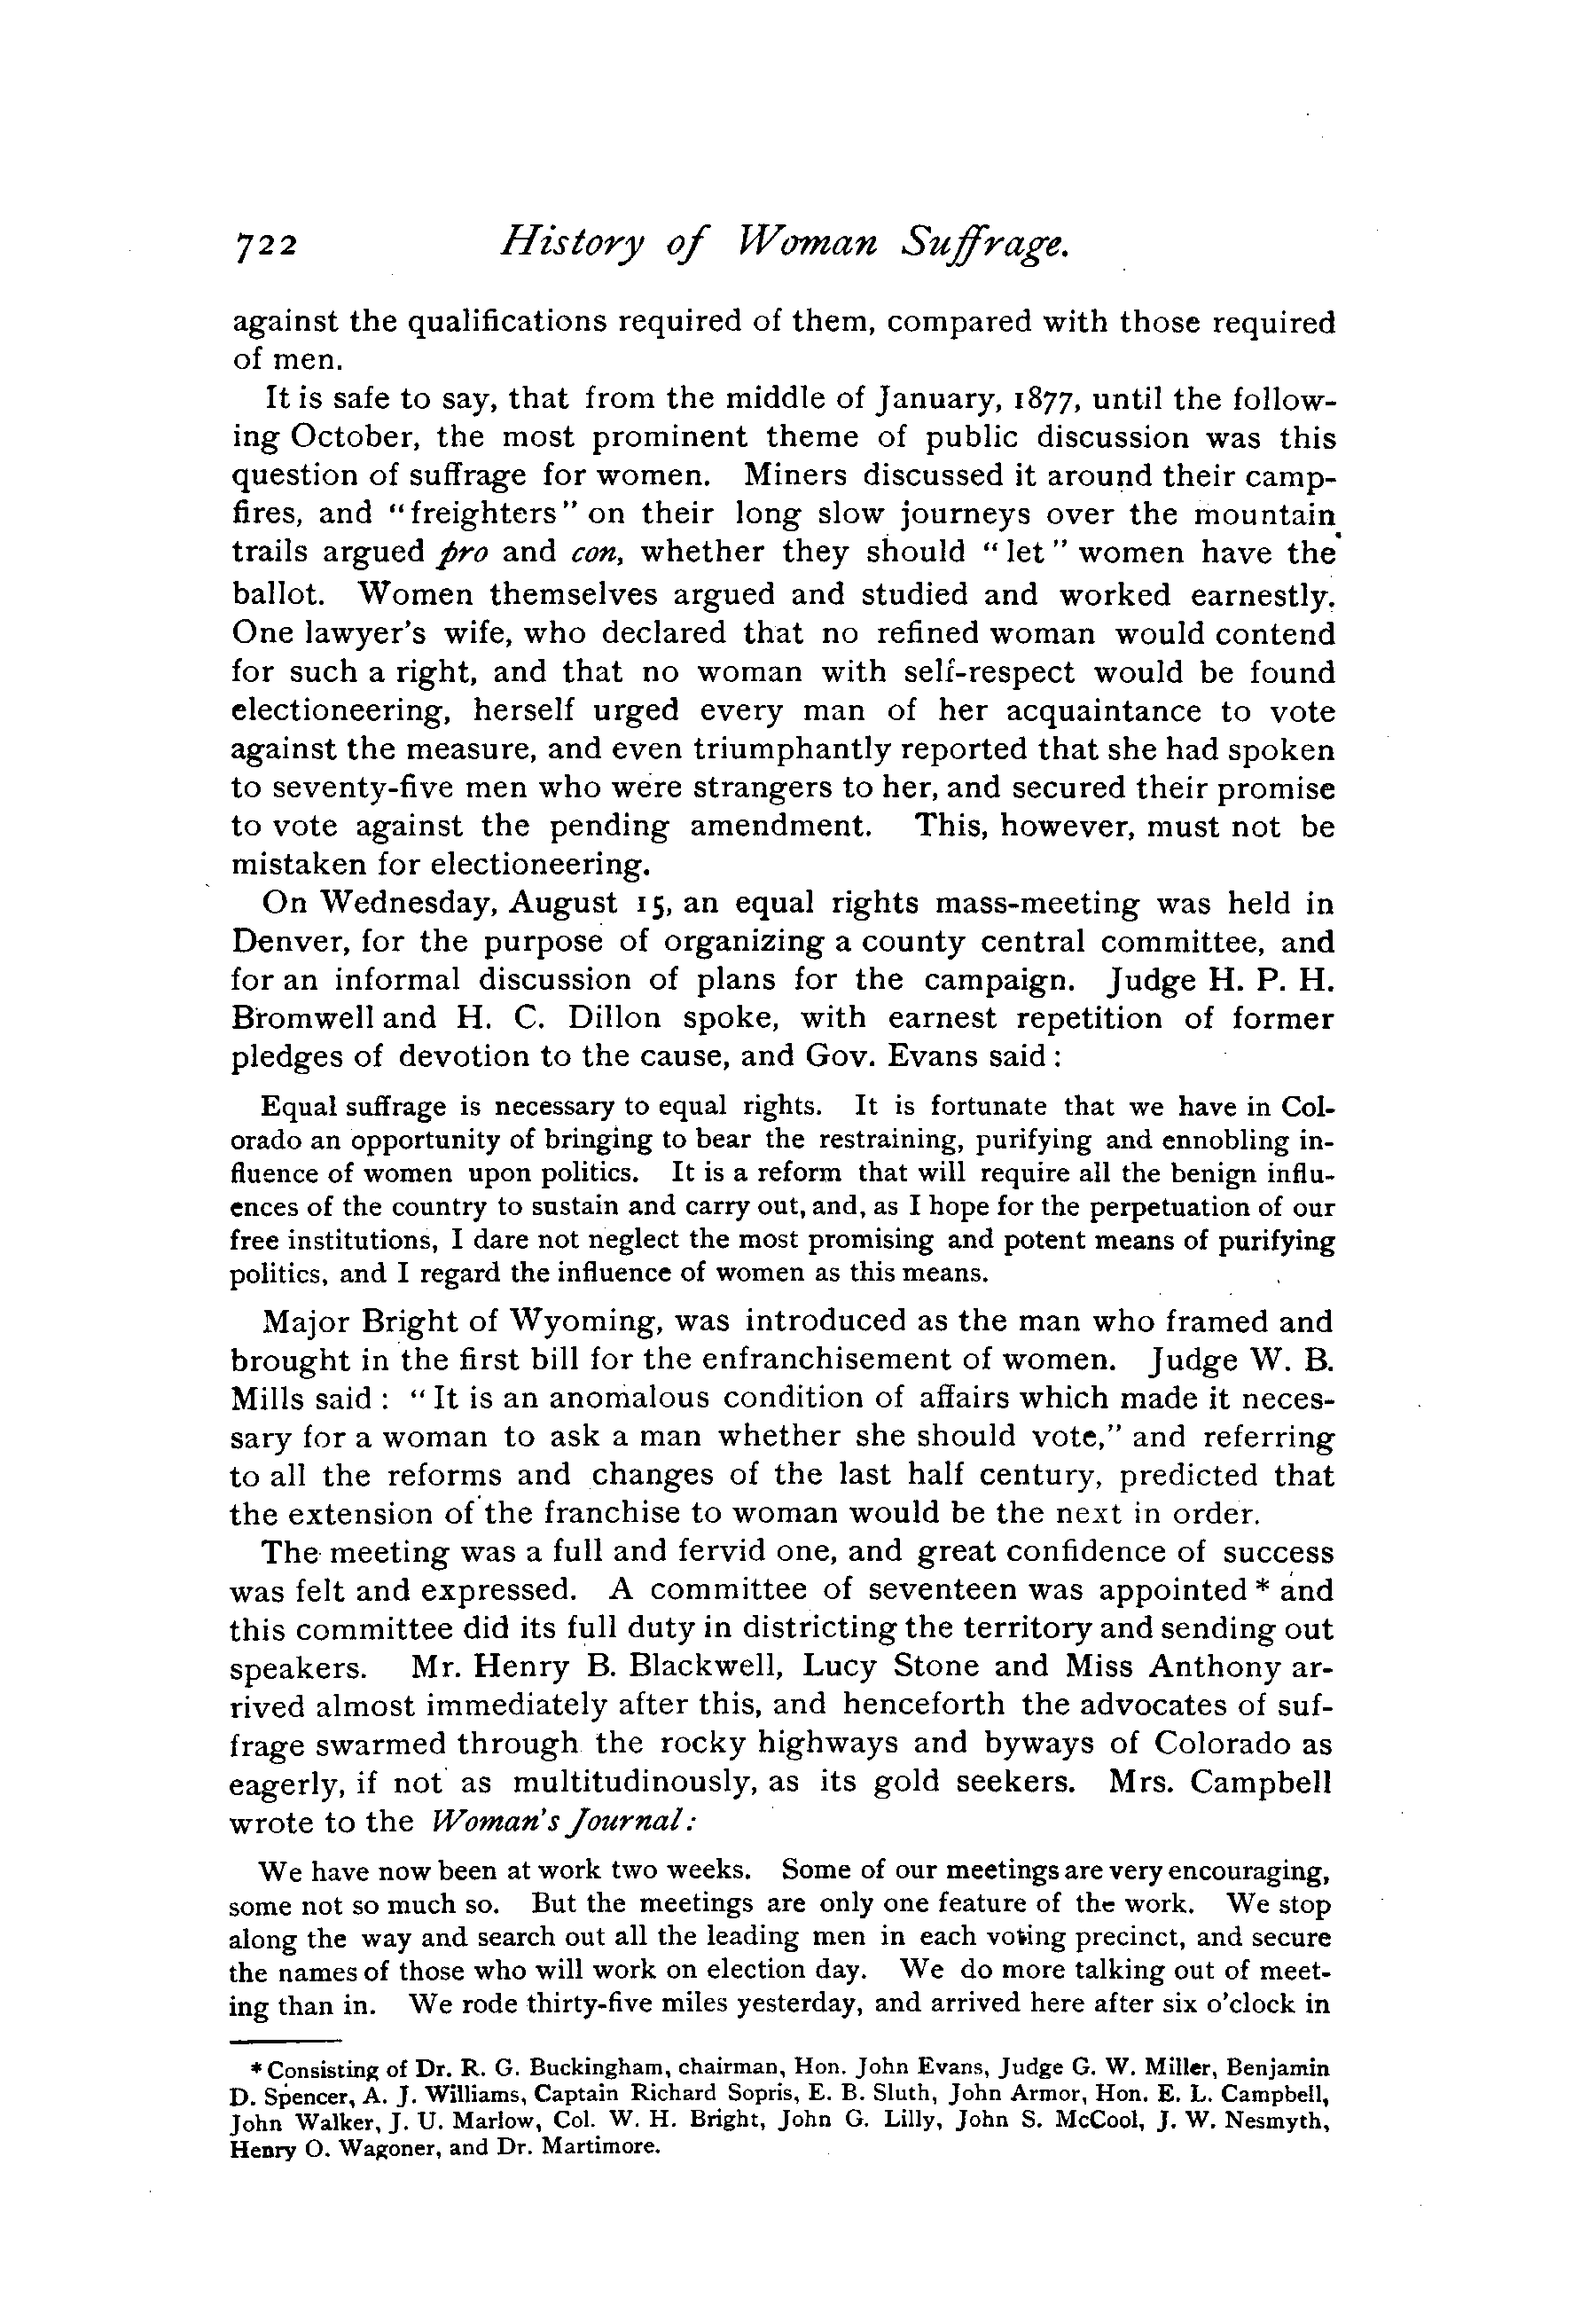 722 History of Woman Suffrage.
against the qualifications required of them, compared with those required
of men.
It is safe to say, that from the middle of January, 1877, until the follow-
ing October, the most prominent theme of public discussion was this
question of suffrage for women. Miners discussed it around their camp-
fires, and "freighters" on their long slow journeys over the mountain
trails argued pro and con, whether they should "let" women have the
ballot. Women themselves argued and studied and worked earnestly.
One lawyer's wife, who declared that no refined woman would contend
for such a right, and that no woman with self-respect would be found
electioneering, herself urged every man of her acquaintance to vote
against the measure, and even triumphantly reported that she had spoken
to seventy-five men who were strangers to her, and secured their promise
to vote against the pending amendment. This, however, must not be
mistaken for electioneering.
On Wednesday, August 15, an equal rights mass-meeting was held in
Denver, for the purpose of organizing a county central committee, and
for an informal discussion of plans for the campaign. Judge H. P. H.
Bromwell and H. C. Dillon spoke, with earnest repetition of former
pledges of devotion to the cause, and Gov. Evans said:
Equal suffrage is necessary to equal rights. It is fortunate that we have in Col-
orado an opportunity of bringing to bear the restraining, purifying and ennobling in-
fluence of women upon politics. It is a reform that will require all the benign influ-
ences of the country to sustain and carry out, and, as I hope for the perpetuation of our
free institutions, I dare not neglect the most promising and potent means of purifying
politics, and I regard the influence of women as this means.
Major Bright of Wyoming, was introduced as the man who framed and
brought in the first bill for the enfranchisement of women. Judge W. B.
Mills said: "It is an anomalous condition of affairs which made it neces-
sary for a woman to ask a man whether she should vote," and referring
to all the reforms and changes of the last half century, predicted that
the extension of the franchise to woman would be the next in order.
The meeting was a full and fervid one, and great confidence of success
was felt and expressed. A committee of seventeen was appointed * and
this committee did its full duty in districting the territory and sending out
speakers. Mr. Henry B. Blackwell, Lucy Stone and Miss Anthony ar-
rived almost immediately after this, and henceforth the advocates of suf-
frage swarmed through the rocky highways and byways of Colorado as
eagerly, if not as multitudinously, as its gold seekers. Mrs. Campbell
wrote to the Woman's Journal:
We have now been at work two weeks. Some of our meetings are very encouraging,
some not so much so. But the meetings are only one feature of the work. We stop
along the way and search out all the leading men in each voting precinct, and secure
the names of those who will work on election day. We do more talking out of meet-
ing than in. We rode thirty-five miles yesterday, and arrived here after six o'clock in
* Consisting of Dr. R. G. Buckingham, chairman, Hon. John Evans, Judge G. W. Miller, Benjamin
D. Spencer, A. J. Williams, Captain Richard Sopris, E. B. Sluth, John Armor, Hon. E. L. Campbell,
John Walker, J. U. Marlow, Col. W. H. Bright, John G. Lilly, John S. McCool, J. W. Nesmyth,
Henry O. Wagoner, and Dr. Martimore.